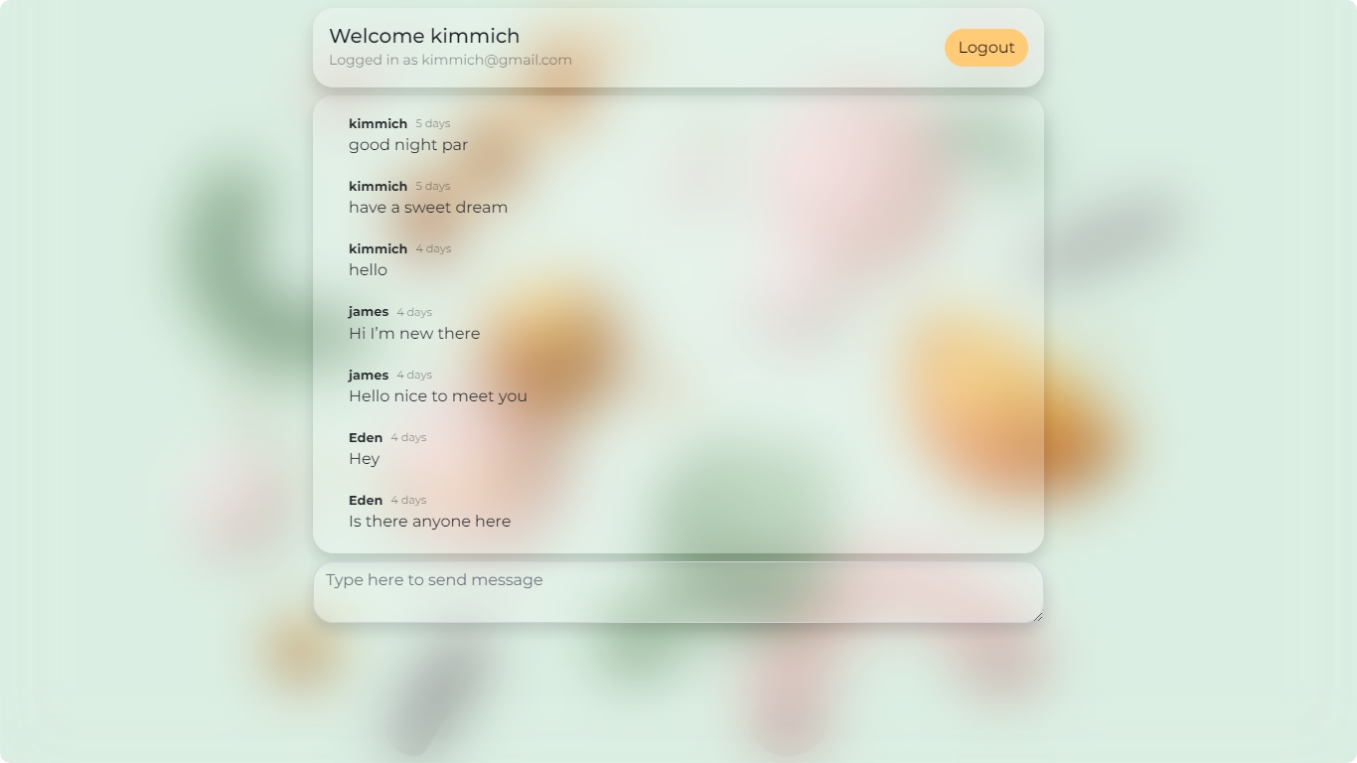 Welcome kimmich
Logged in as kimmich@gmail.com
Logout
kimmich 5 days
good night par
kimmich 5 days
have a sweet dream
kimmich 4 days
hello
james 4 days
Hi I’m new there
james 4 days
Hello nice to meet you
Eden 4 days
Hey
Eden 4 days
Is there anyone here
Type here to send message